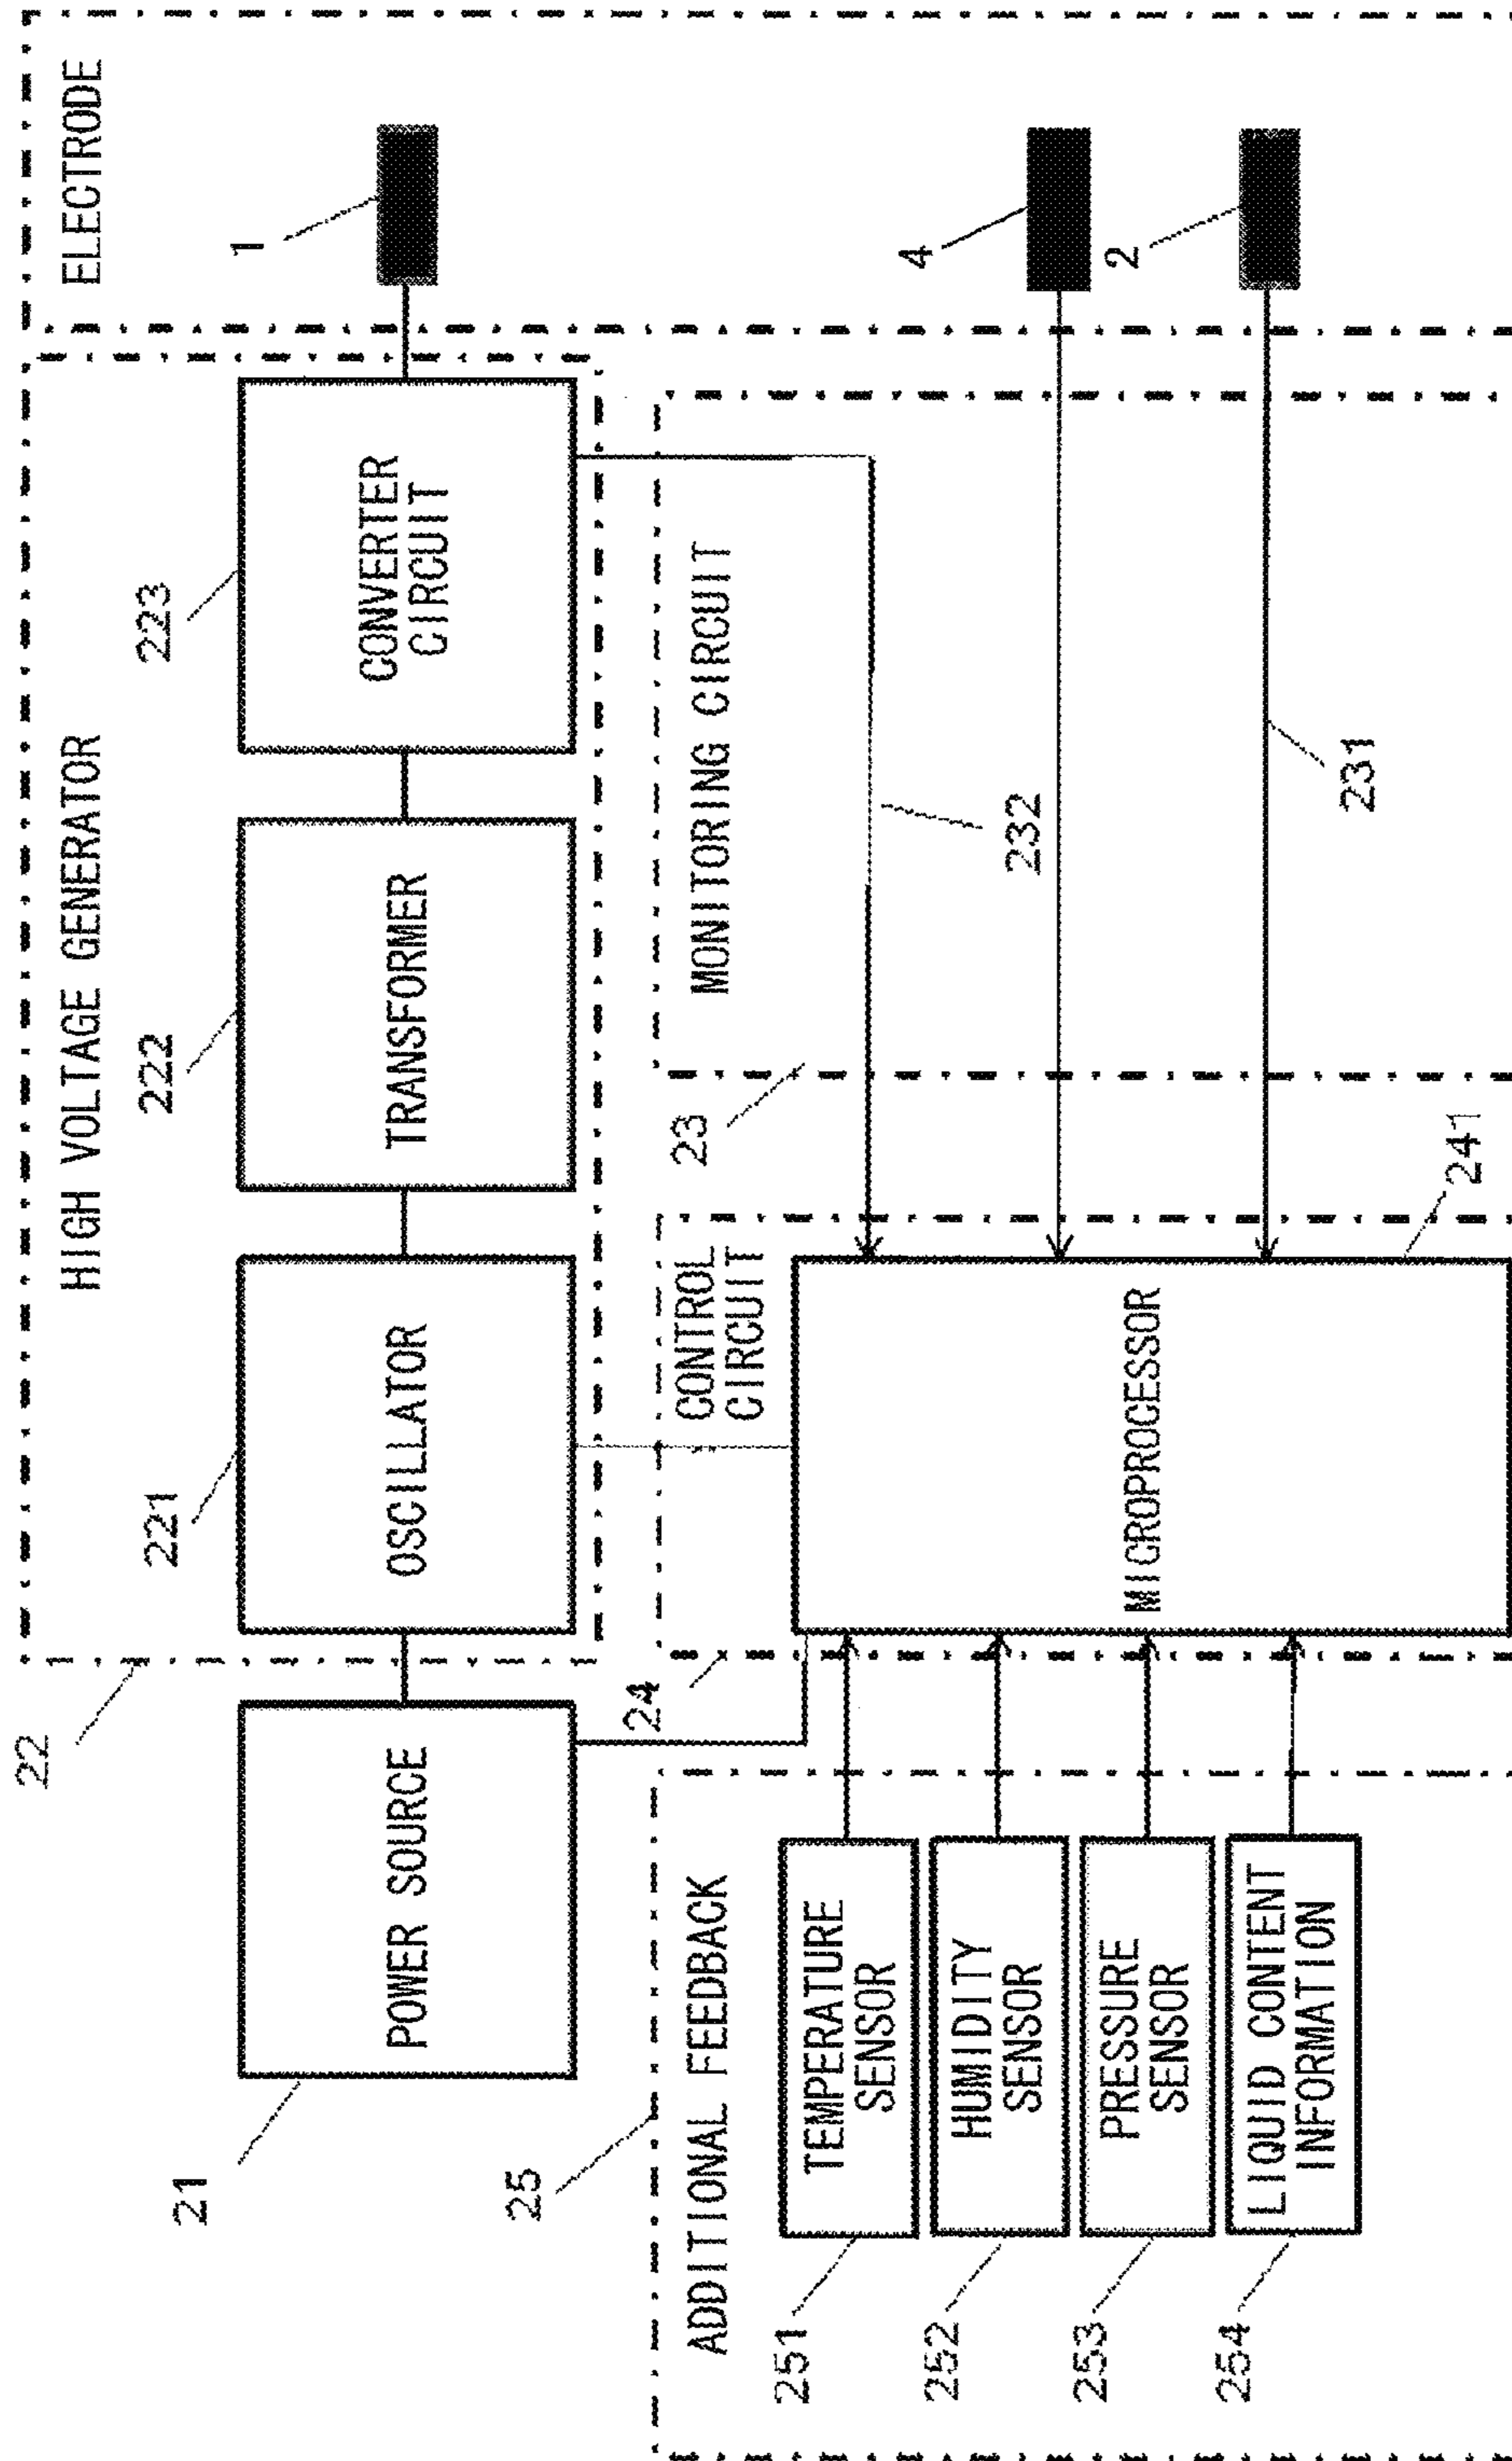 22
HIGH VOLTAGE GENERATOR
ELECTRODE
21
221
222
223
1
POWER SOURCE
OSCILLATOR
TRANSFORMER
CONVERTER
CIRCUIT
25
24
23
ADDITIONAL FEEDBACK
CONTROL
CIRCUIT
MONITORING CIRCUIT
251
TEMPERATURE
SENSOR
252
HUMIDITY
SENSOR
253
PRESSURE
SENSOR
254
LIQUID CONTENT
INFORMATION
MICROPROCESSOR
232
4
2
231
241